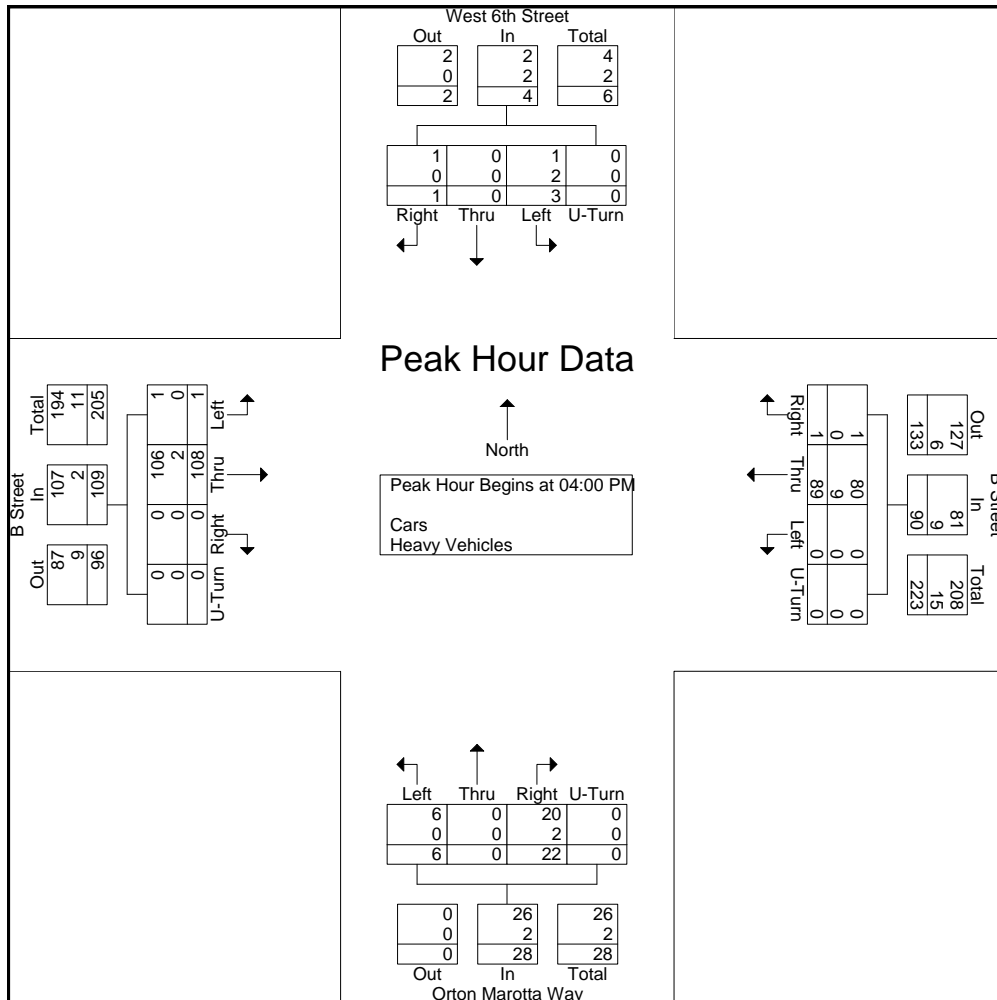 West 6th Street
Out In Total
2 2 4
0 2 2
2 4 6
1 0 1 0
0 0 2 0
1 0 3 0
Right Thru Left U-Turn
Peak Hour Data
North
Peak Hour Begins at 04:00 PM
Cars
Heavy Vehicles
B Street
Total In Out
194 107 87
11 2 9
205 109 96
1 106 0 0
0 2 0 0
1 108 0 0
Left Thru Right U-Turn
B Street
Out In Total
127 81 208
6 9 15
133 90 223
1 80 0 0
0 9 0 0
1 89 0 0
Right Thru Left U-Turn
Left Thru Right U-Turn
6 0 20 0
0 0 2 0
6 0 22 0
0 26 26
0 2 2
0 28 28
Out In Total
Orton Marotta Way